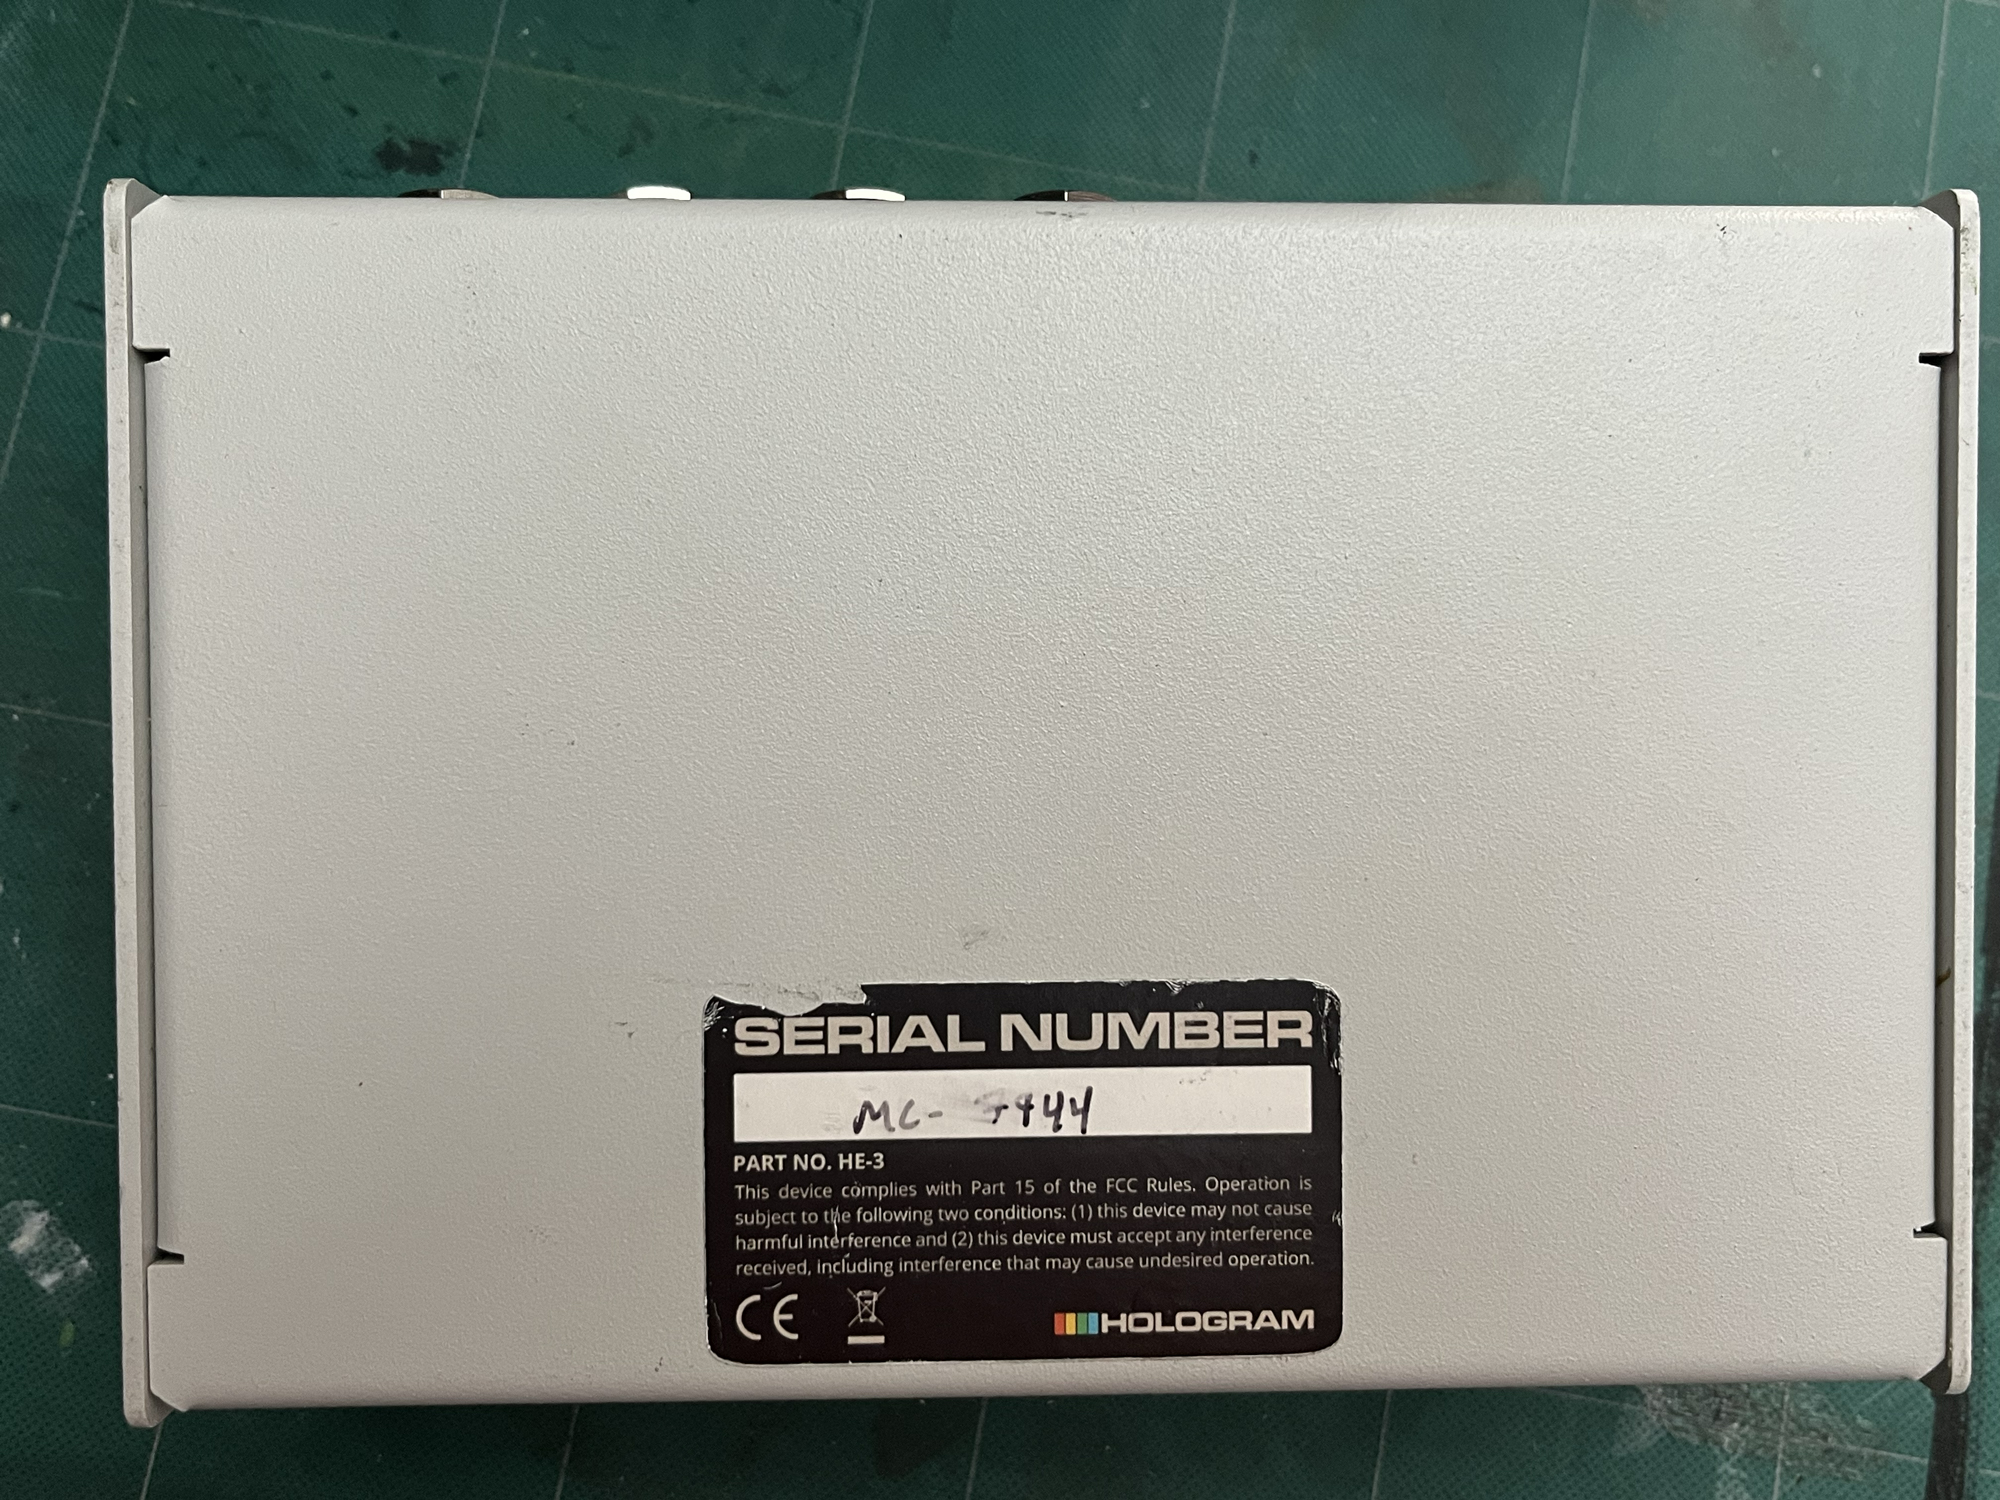 SERIAL NUMBER
MC- 7944
PART NO. HE-3
This device complies with Part 15 of the FCC Rules. Operation is
subject to the following two conditions: (1) this device may not cause
harmful interference and (2) this device must accept any interference
received, including interference that may cause undesired operation.
CE
HOLOGRAM